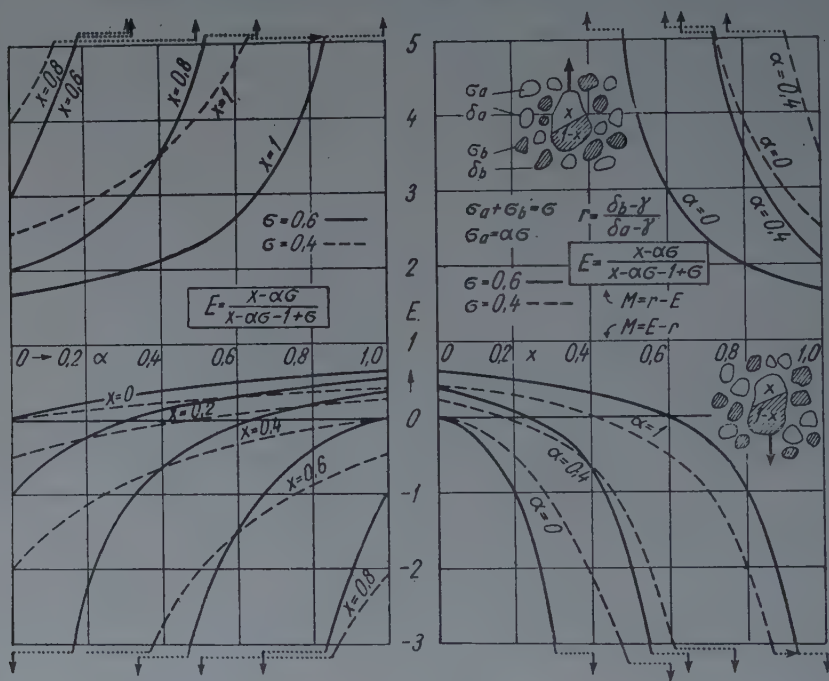 5
4
3
2
1
0
-1
-2
-3
E
x=0,8
x=0,6
x=0,8
x=1
x=1
σ=0,6
σ=0,4
E= x-ασ / x-ασ-1+σ
0 → 0,2 α 0,4 0,6 0,8 1,0
x=0
x=0,2
x=0,4
x=0,6
x=0,8
σa
δa
σb
δb
x
1-x
α=0,4
α=0
α=0,4
α=0
σa+σb=σ
σa=ασ
r= δb-γ / δa-γ
E= x-ασ / x-ασ-1+σ
σ=0,6
σ=0,4
M=r-E
M=E-r
0 0,2 x 0,4 0,6 0,8 1,0
x
1-x
α=1
α=0,4
α=0